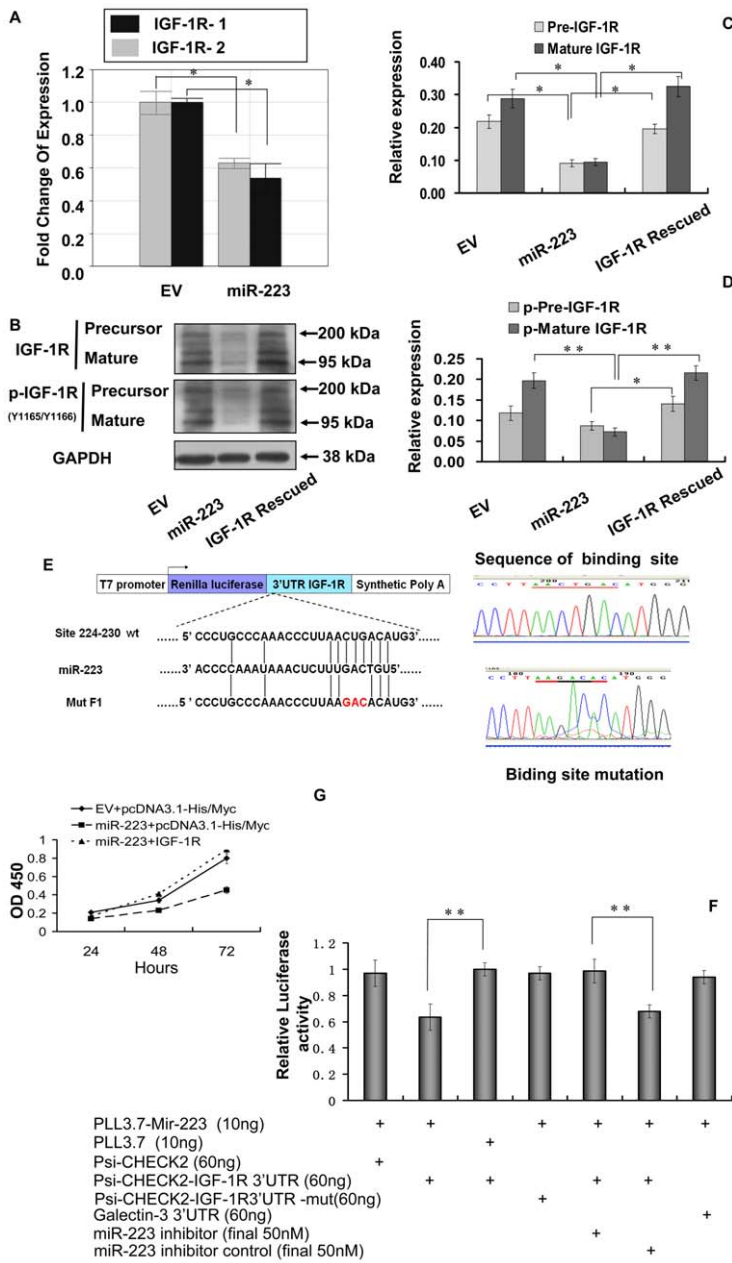 A
IGF-1R- 1
IGF-1R- 2
*
*
Fold Change Of Expression
1.2
1.0
0.8
0.6
0.4
0.2
0.0
EV
miR-223
C
Pre-IGF-1R
Mature IGF-1R
*
*
*
*
Relative expression
0.40
0.30
0.20
0.10
0.00
EV
miR-223
IGF-1R Rescued
B
IGF-1R
Precursor
Mature
200 kDa
95 kDa
p-IGF-1R
(Y1165/Y1166)
Precursor
Mature
200 kDa
95 kDa
GAPDH
38 kDa
EV
miR-223
IGF-1R Rescued
D
p-Pre-IGF-1R
p-Mature IGF-1R
* *
* *
*
Relative expression
0.25
0.20
0.15
0.10
0.05
0.00
EV
miR-223
IGF-1R Rescued
E
T7 promoter
Renilla luciferase
3'UTR IGF-1R
Synthetic Poly A
Site 224-230 wt
...... 5' CCCUGCCCAAACCCUUAACUGACAUG3'......
miR-223
3' ACCCCAAAUAAACUCUUUGACTGU5'
Mut F1
......5 ' CCCUGCCCAAACCCUUAAGACACAUG3' ......
Sequence of binding site
200
C C T T A A C T G A C A T G G G
180 190
C C T T A A G A C A C A T G G G
Biding site mutation
G
EV+pcDNA3.1-His/Myc
miR-223+pcDNA3.1-His/Myc
miR-223+IGF-1R
OD 450
1
0.8
0.6
0.4
0.2
0
24 48 72
Hours
F
* *
* *
Relative Luciferase activity
1. 2
1
0. 8
0. 6
0. 4
0. 2
0
PLL3.7-Mir-223 (10ng) + + + + + +
PLL3.7 (10ng) +
Psi-CHECK2 (60ng) +
Psi-CHECK2-IGF-1R 3'UTR (60ng) + + + +
Psi-CHECK2-IGF-1R3'UTR -mut(60ng) +
Galectin-3 3'UTR (60ng) +
miR-223 inhibitor (final 50nM) +
miR-223 inhibitor control (final 50nM) +